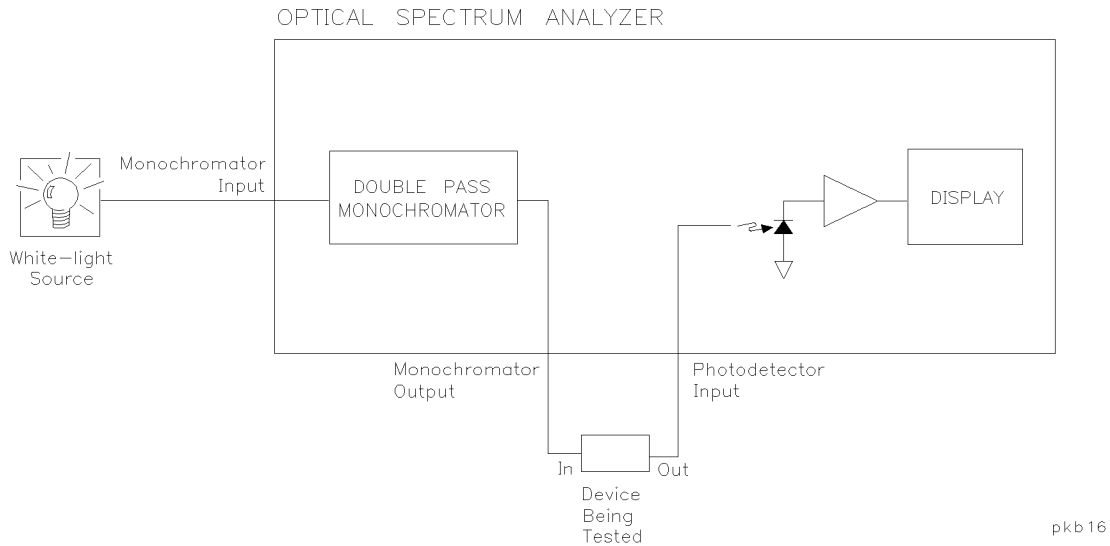 OPTICAL SPECTRUM ANALYZER
Monochromator
Input
DOUBLE PASS
MONOCHROMATOR
DISPLAY
White-light
Source
Monochromator
Output
Photodetector
Input
In
Out
Device
Being
Tested
pkb16